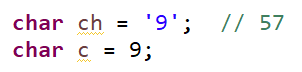 char ch = '9';  // 57
char c = 9;